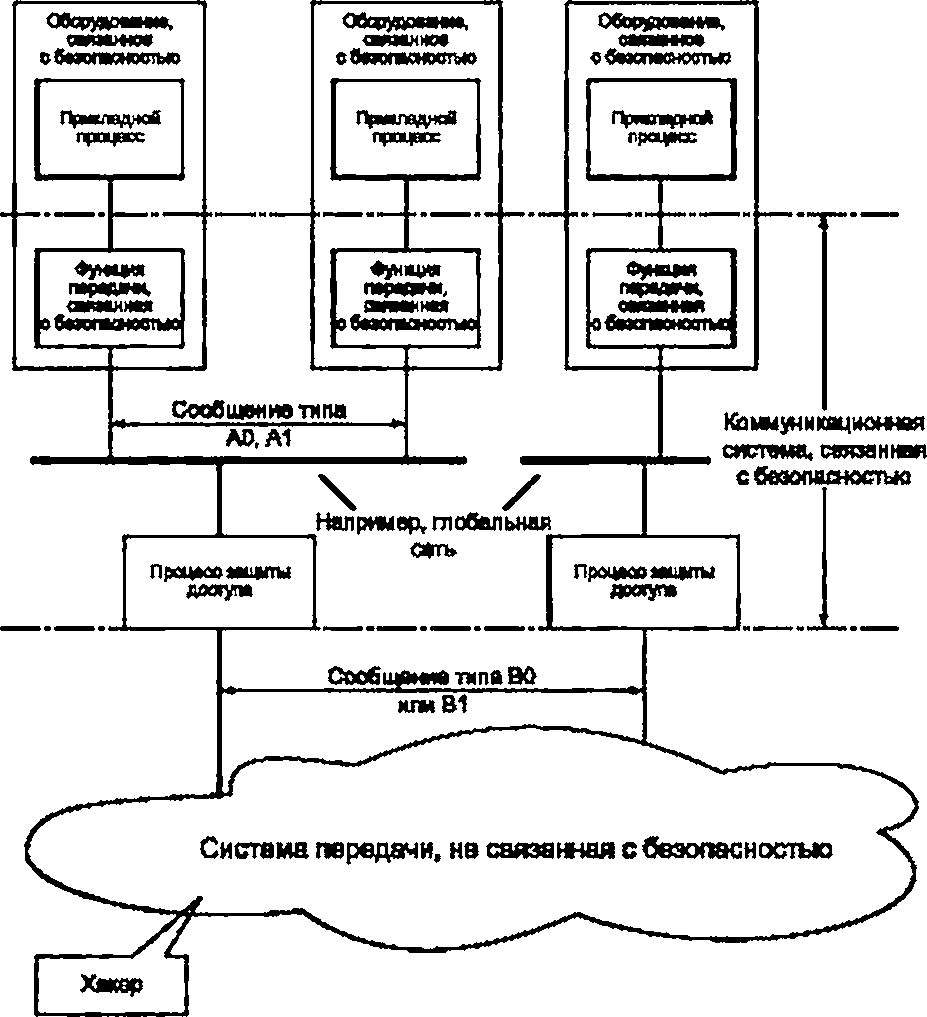 Оборудование,
связанное
с безопасностью
Оборудование,
связанное
с безопасностью
Оборудование,
связанное
с безопасностью
Прикладной
процесс
Прикладной
процесс
Прикладной
процесс
Функция
передачи,
связанная
с безопасностью
Функция
передачи,
связанная
с безопасностью
Функция
передачи,
связанная
с безопасностью
Сообщение типа
А0, А1
Коммуникационная
система, связанная
с безопасностью
Например, глобальная
сеть
Процесс защиты
доступа
Процесс защиты
доступа
Сообщение типа В0
или В1
Система передачи, не связанная с безопасностью
Хакер